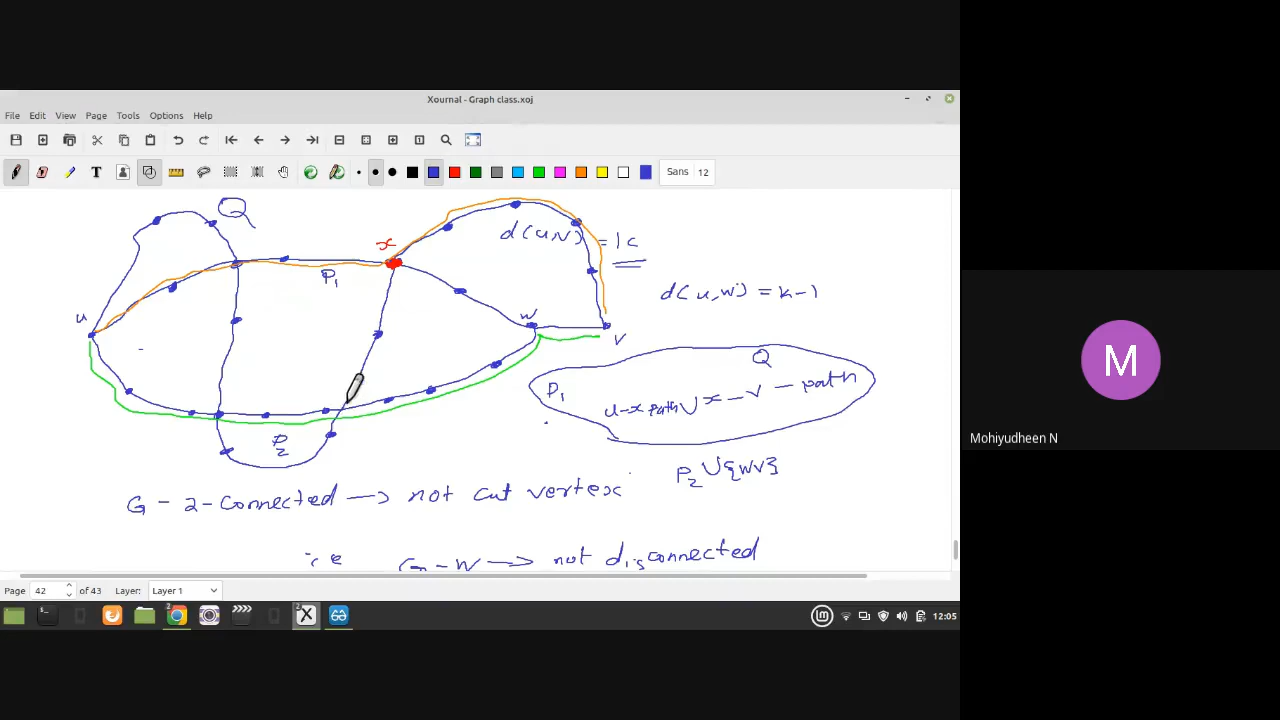 Xournal - Graph class.xoj
File Edit View Page Tools Options Help
Sans 12
Q
x
d(u,v) = k
P1
d(u,w) = k-1
u
w
v
Q
P1
u-x path ∪ x-v-path
P2
P2 ∪ {wv}
G - 2-connected → not cut vertex
i.e G-w → not disconnected
Page 42 of 43 Layer: Layer 1
12:05
M
Mohiyudheen N